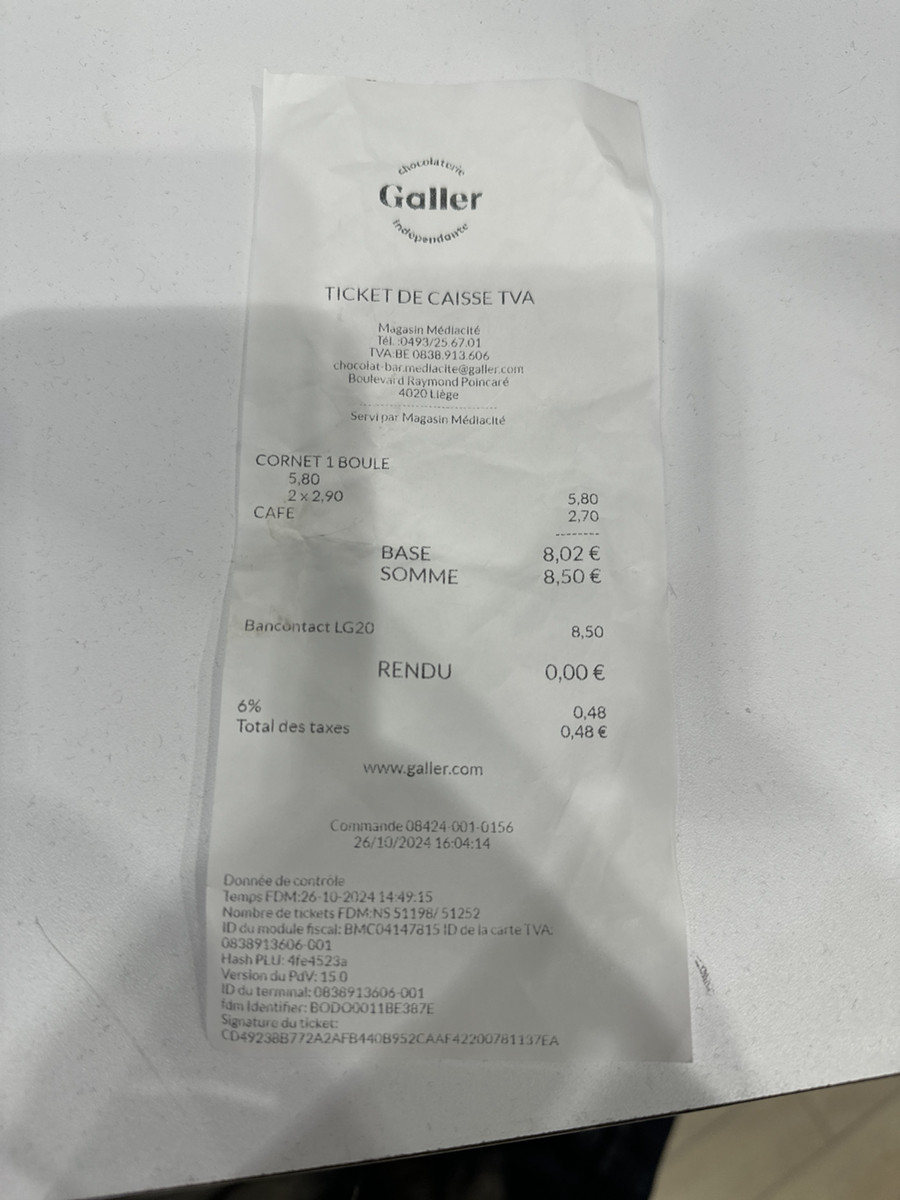 chocolaterie
Galler
indépendante
TICKET DE CAISSE TVA
Magasin Médiacité
Tél. :0493/25.67.01
TVA:BE 0838.913.606
chocolat-bar.mediacite@galler.com
Boulevard Raymond Poincaré
4020 Liège
Servi par Magasin Médiacité
CORNET 1 BOULE
5,80
2 x 2,90 5,80
CAFE 2,70
BASE 8,02 €
SOMME 8,50 €
Bancontact LG20 8,50
RENDU 0,00 €
6% 0,48
Total des taxes 0,48 €
www.galler.com
Commande 08424-001-0156
26/10/2024 16:04:14
Donnée de contrôle
Temps FDM:26-10-2024 14:49:15
Nombre de tickets FDM:NS 51198/ 51252
ID du module fiscal: BMC04147815 ID de la carte TVA:
0838913606-001
Hash PLU: 4fe4523a
Version du PdV: 15.0
ID du terminal: 0838913606-001
fdm Identifier: BODO0011BE387E
Signature du ticket:
CD49238B772A2AFB440B952CAAF42200781137EA